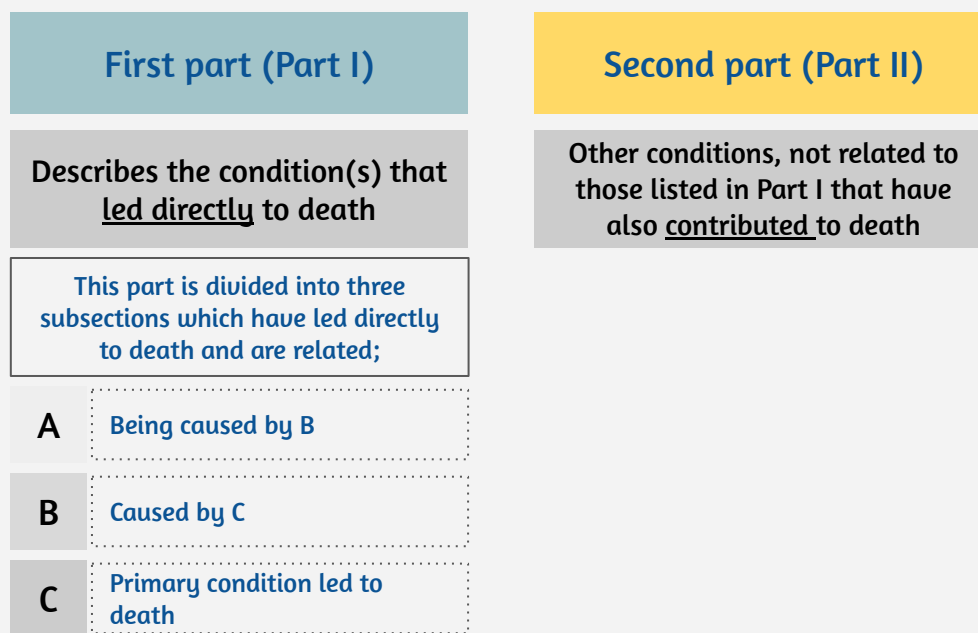 First part (Part I)
Describes the condition(s) that
led directly to death
This part is divided into three
subsections which have led directly
to death and are related;
A
Being caused by B
B
Caused by C
C
Primary condition led to
death
Second part (Part II)
Other conditions, not related to
those listed in Part I that have
also contributed to death